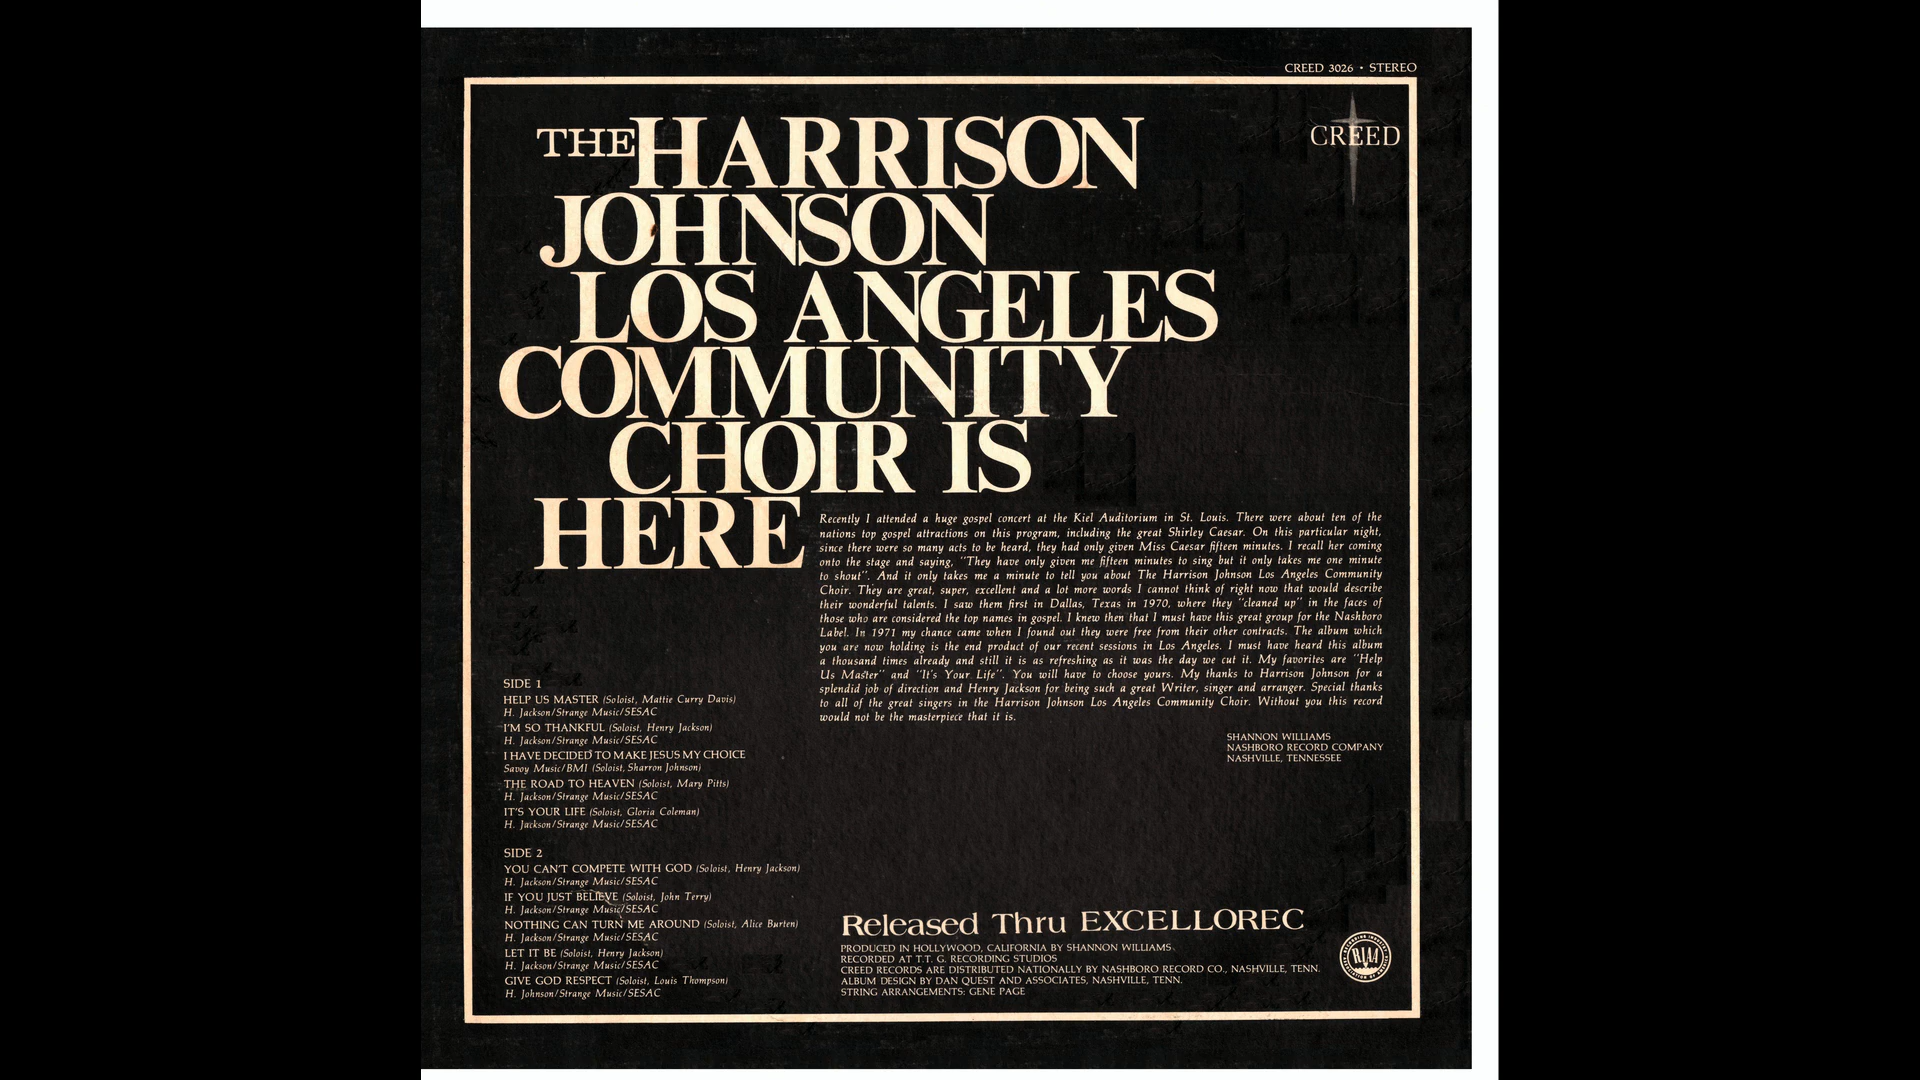 CREED 3026 • STEREO
CREED
THE HARRISON
JOHNSON
LOS ANGELES
COMMUNITY
CHOIR IS
HERE
Recently I attended a huge gospel concert at the Kiel Auditorium in St. Louis. There were about ten of the
nations top gospel attractions on this program, including the great Shirley Caesar. On this particular night,
since there were so many acts to be heard, they had only given Miss Caesar fifteen minutes. I recall her coming
onto the stage and saying, "They have only given me fifteen minutes to sing but it only takes me one minute
to shout". And it only takes me a minute to tell you about The Harrison Johnson Los Angeles Community
Choir. They are great, super, excellent and a lot more words I cannot think of right now that would describe
their wonderful talents. I saw them first in Dallas, Texas in 1970, where they "cleaned up" in the faces of
those who are considered the top names in gospel. I knew then that I must have this great group for the Nashboro
Label. In 1971 my chance came when I found out they were free from their other contracts. The album which
you are now holding is the end product of our recent sessions in Los Angeles. I must have heard this album
a thousand times already and still it is as refreshing as it was the day we cut it. My favorites are "Help
Us Master" and "It's Your Life". You will have to choose yours. My thanks to Harrison Johnson for a
splendid job of direction and Henry Jackson for being such a great Writer, singer and arranger. Special thanks
to all of the great singers in the Harrison Johnson Los Angeles Community Choir. Without you this record
would not be the masterpiece that it is.
SHANNON WILLIAMS
NASHBORO RECORD COMPANY
NASHVILLE, TENNESSEE
SIDE 1
HELP US MASTER (Soloist, Mattie Curry Davis)
H. Jackson/Strange Music/SESAC
I'M SO THANKFUL (Soloist, Henry Jackson)
H. Jackson/Strange Music/SESAC
I HAVE DECIDED TO MAKE JESUS MY CHOICE
Savoy Music/BMI (Soloist, Sharron Johnson)
THE ROAD TO HEAVEN (Soloist, Mary Pitts)
H. Jackson/Strange Music/SESAC
IT'S YOUR LIFE (Soloist, Gloria Coleman)
H. Jackson/Strange Music/SESAC
SIDE 2
YOU CAN'T COMPETE WITH GOD (Soloist, Henry Jackson)
H. Jackson/Strange Music/SESAC
IF YOU JUST BELIEVE (Soloist, John Terry)
H. Jackson/Strange Music/SESAC
NOTHING CAN TURN ME AROUND (Soloist, Alice Burten)
H. Jackson/Strange Music/SESAC
LET IT BE (Soloist, Henry Jackson)
H. Jackson/Strange Music/SESAC
GIVE GOD RESPECT (Soloist, Louis Thompson)
H. Johnson/Strange Music/SESAC
Released Thru EXCELLOREC
PRODUCED IN HOLLYWOOD, CALIFORNIA BY SHANNON WILLIAMS.
RECORDED AT T.T. G. RECORDING STUDIOS
CREED RECORDS ARE DISTRIBUTED NATIONALLY BY NASHBORO RECORD CO., NASHVILLE, TENN.
ALBUM DESIGN BY DAN QUEST AND ASSOCIATES, NASHVILLE, TENN.
STRING ARRANGEMENTS: GENE PAGE
RIAA